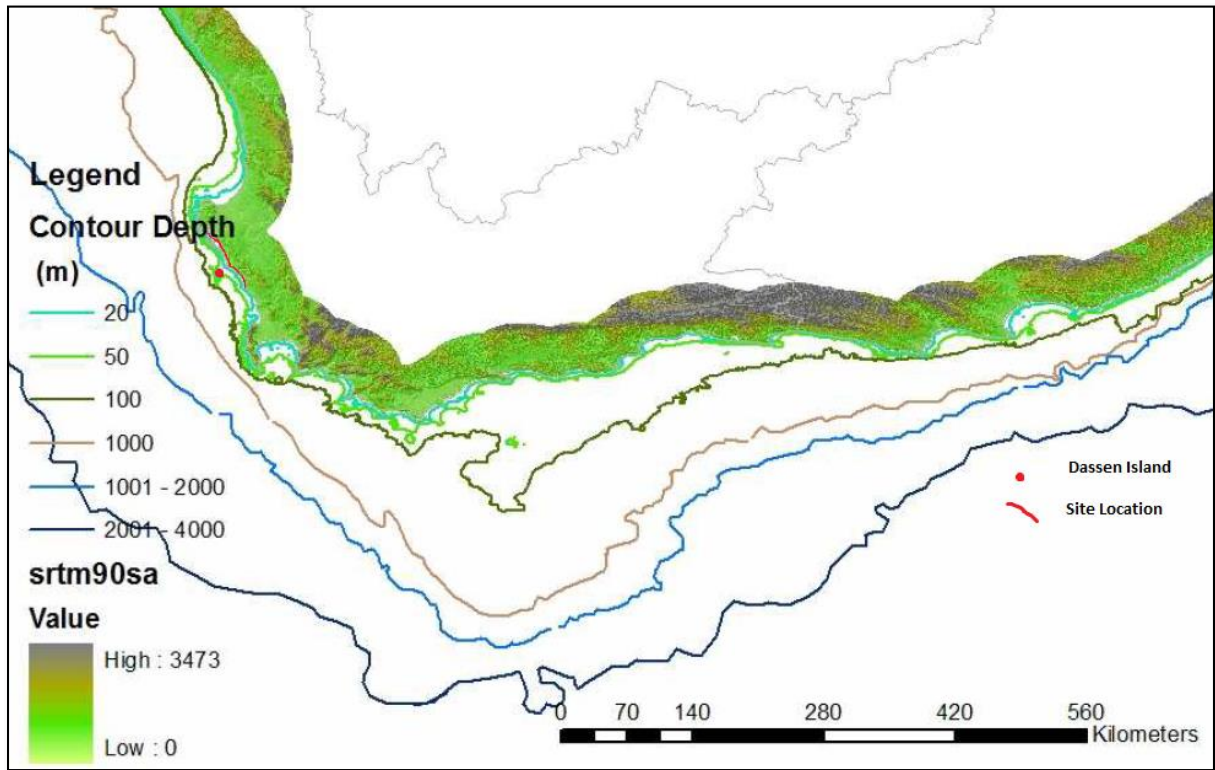 Legend
Contour Depth
(m)
20
50
100
1000
1001 - 2000
2001 - 4000
srtm90sa
Value
High : 3473
Low : 0
Dassen Island
Site Location
0 70 140 280 420 560
Kilometers